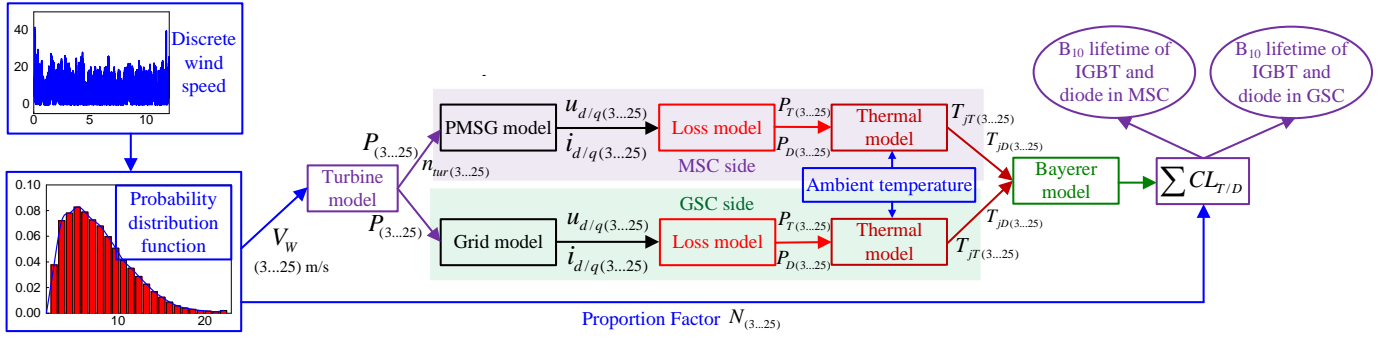 40
20
0
0
5
10
Discrete
wind
speed
0.10
0.08
0.06
0.04
0.02
0.00
10
20
Probability
distribution
function
V_W
(3...25) m/s
Turbine
model
P_(3...25)
n_tur(3...25)
P_(3...25)
PMSG model
u_d/q(3...25)
i_d/q(3...25)
Loss model
P_T(3...25)
P_D(3...25)
Thermal
model
T_jT(3...25)
T_jD(3...25)
MSC side
Ambient temperature
GSC side
Grid model
u_d/q(3...25)
i_d/q(3...25)
Loss model
P_T(3...25)
P_D(3...25)
Thermal
model
T_jD(3...25)
T_jT(3...25)
Bayerer
model
∑ CL_T/D
B10 lifetime of
IGBT and
diode in MSC
B10 lifetime of
IGBT and
diode in GSC
Proportion Factor N_(3...25)